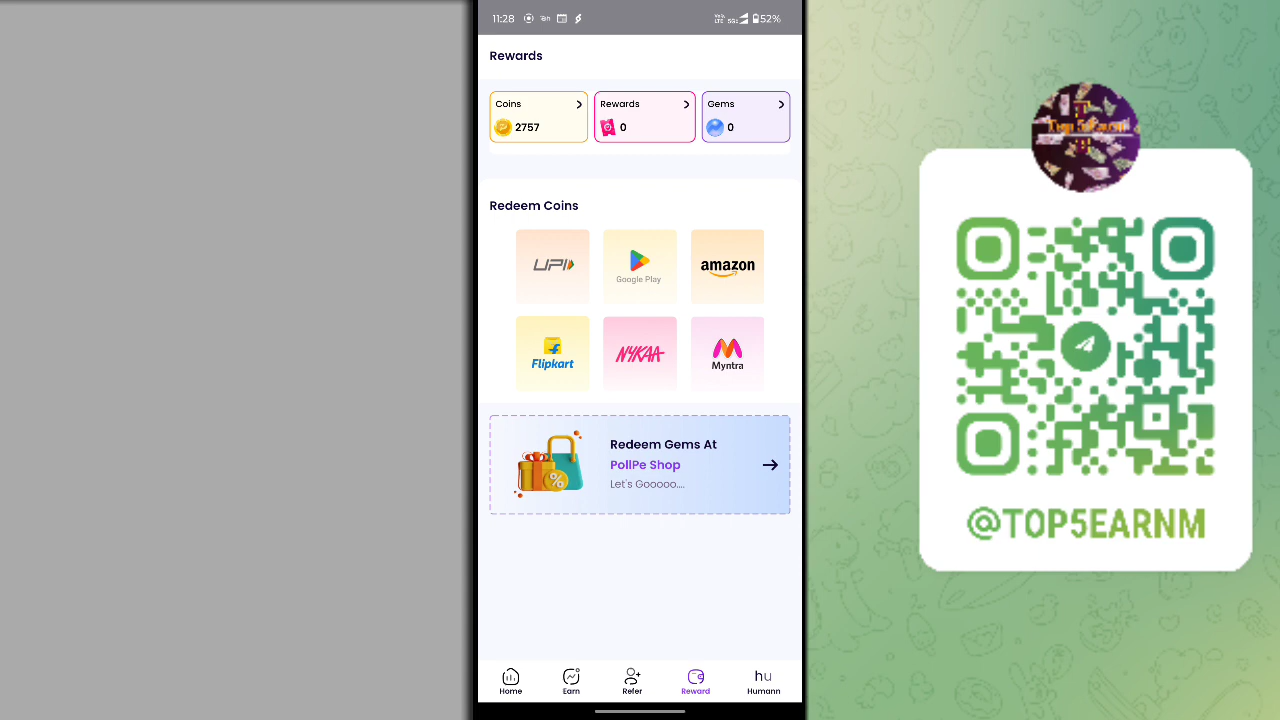 11:28
52%
Rewards
Coins
2757
Rewards
0
Gems
0
Redeem Coins
UPI
Google Play
amazon
Flipkart
NYKAA
Myntra
Redeem Gems At
PollPe Shop
Let's Gooooo....
Home
Earn
Refer
Reward
hu
Humann
@TOP5EARNM